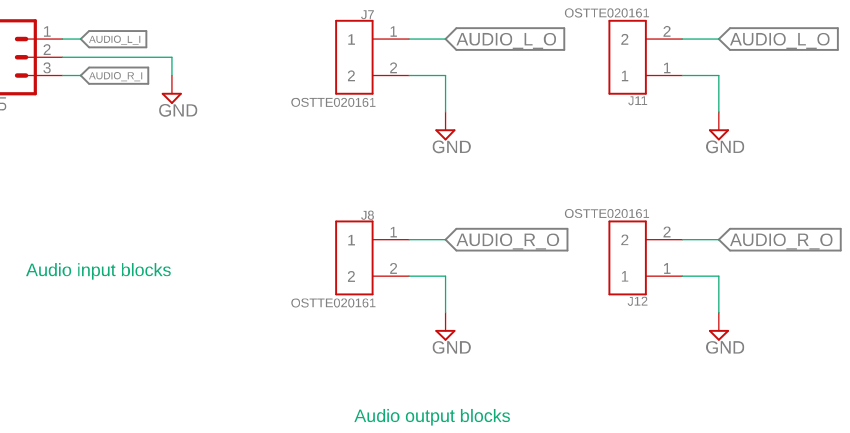 1
AUDIO_L_I
2
3
AUDIO_R_I
GND
5
J7
1
1
AUDIO_L_O
2
2
OSTTE020161
GND
OSTTE020161
2
2
AUDIO_L_O
1
1
J11
GND
J8
1
1
AUDIO_R_O
2
2
OSTTE020161
GND
OSTTE020161
2
2
AUDIO_R_O
1
1
J12
GND
Audio input blocks
Audio output blocks